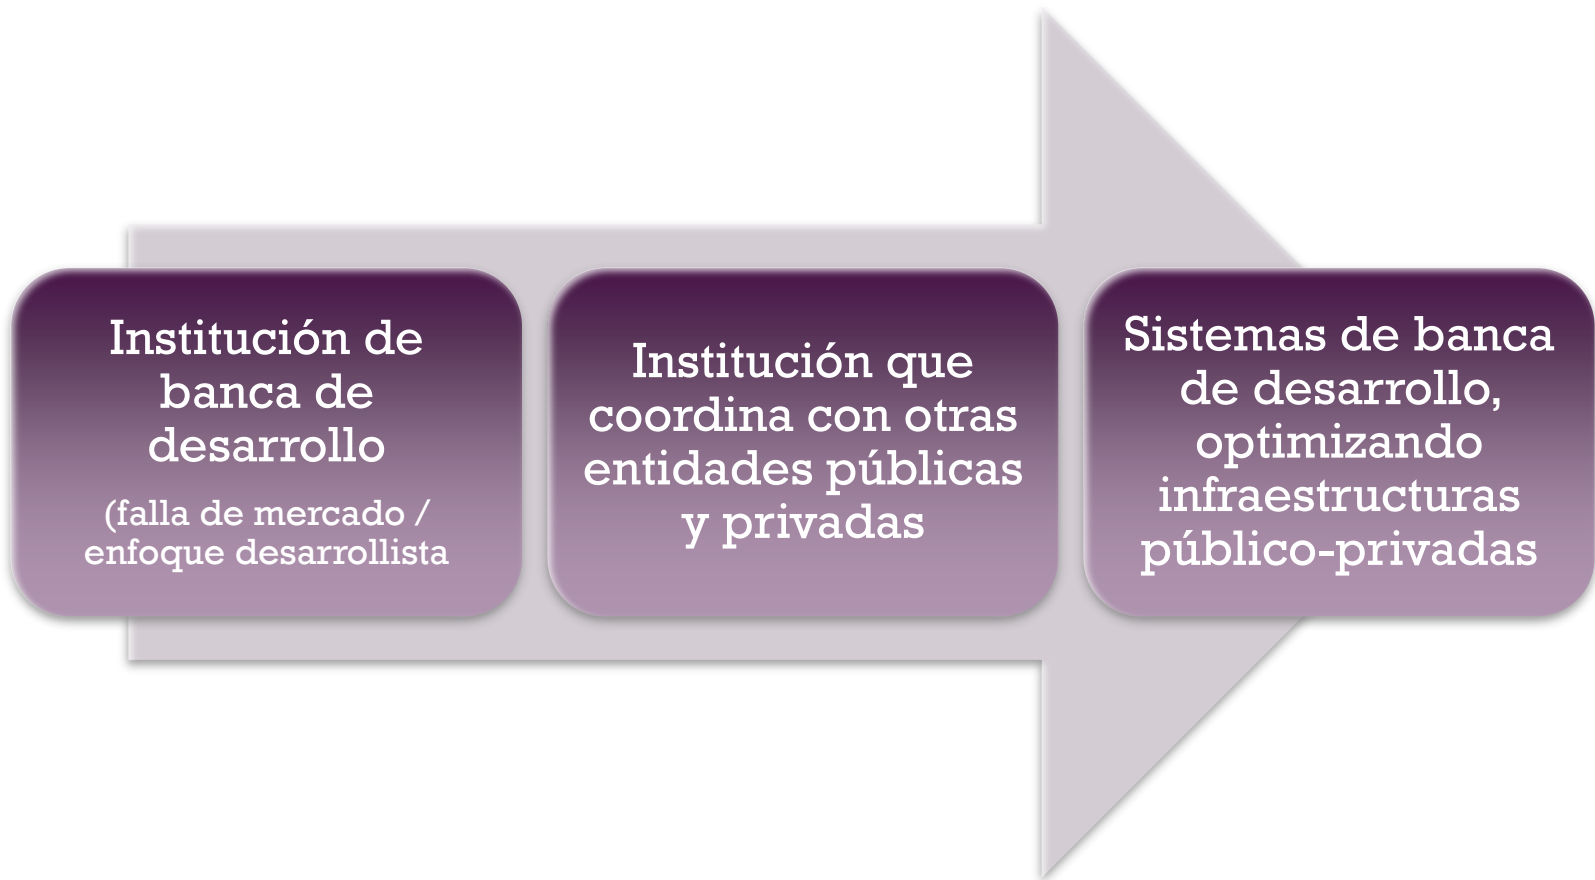 Institución de
banca de
desarrollo
(falla de mercado /
enfoque desarrollista
Institución que
coordina con otras
entidades públicas
y privadas
Sistemas de banca
de desarrollo,
optimizando
infraestructuras
público-privadas